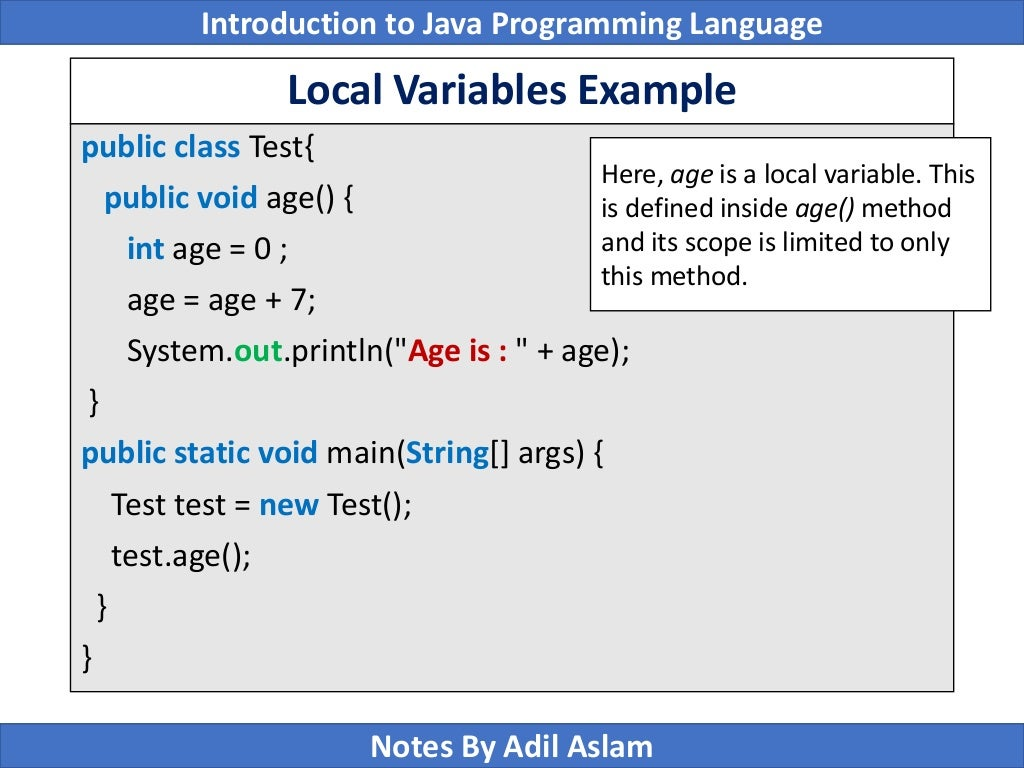 Introduction to Java Programming Language
Local Variables Example
public class Test{
public void age() {
int age = 0 ;
age = age + 7;
System.out.println("Age is : " + age);
}
public static void main(String[] args) {
Test test = new Test();
test.age();
}
}
Here, age is a local variable. This
is defined inside age() method
and its scope is limited to only
this method.
Notes By Adil Aslam